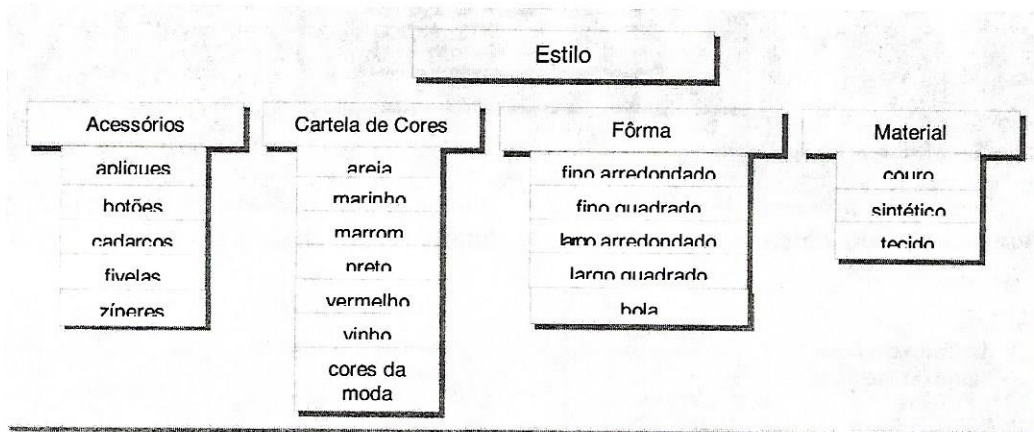 Estilo
Acessórios
apliques
botões
cadarços
fivelas
zíperes
Cartela de Cores
areia
marinho
marrom
preto
vermelho
vinho
cores da
moda
Fôrma
fino arredondado
fino quadrado
largo arredondado
largo quadrado
bola
Material
couro
sintético
tecido